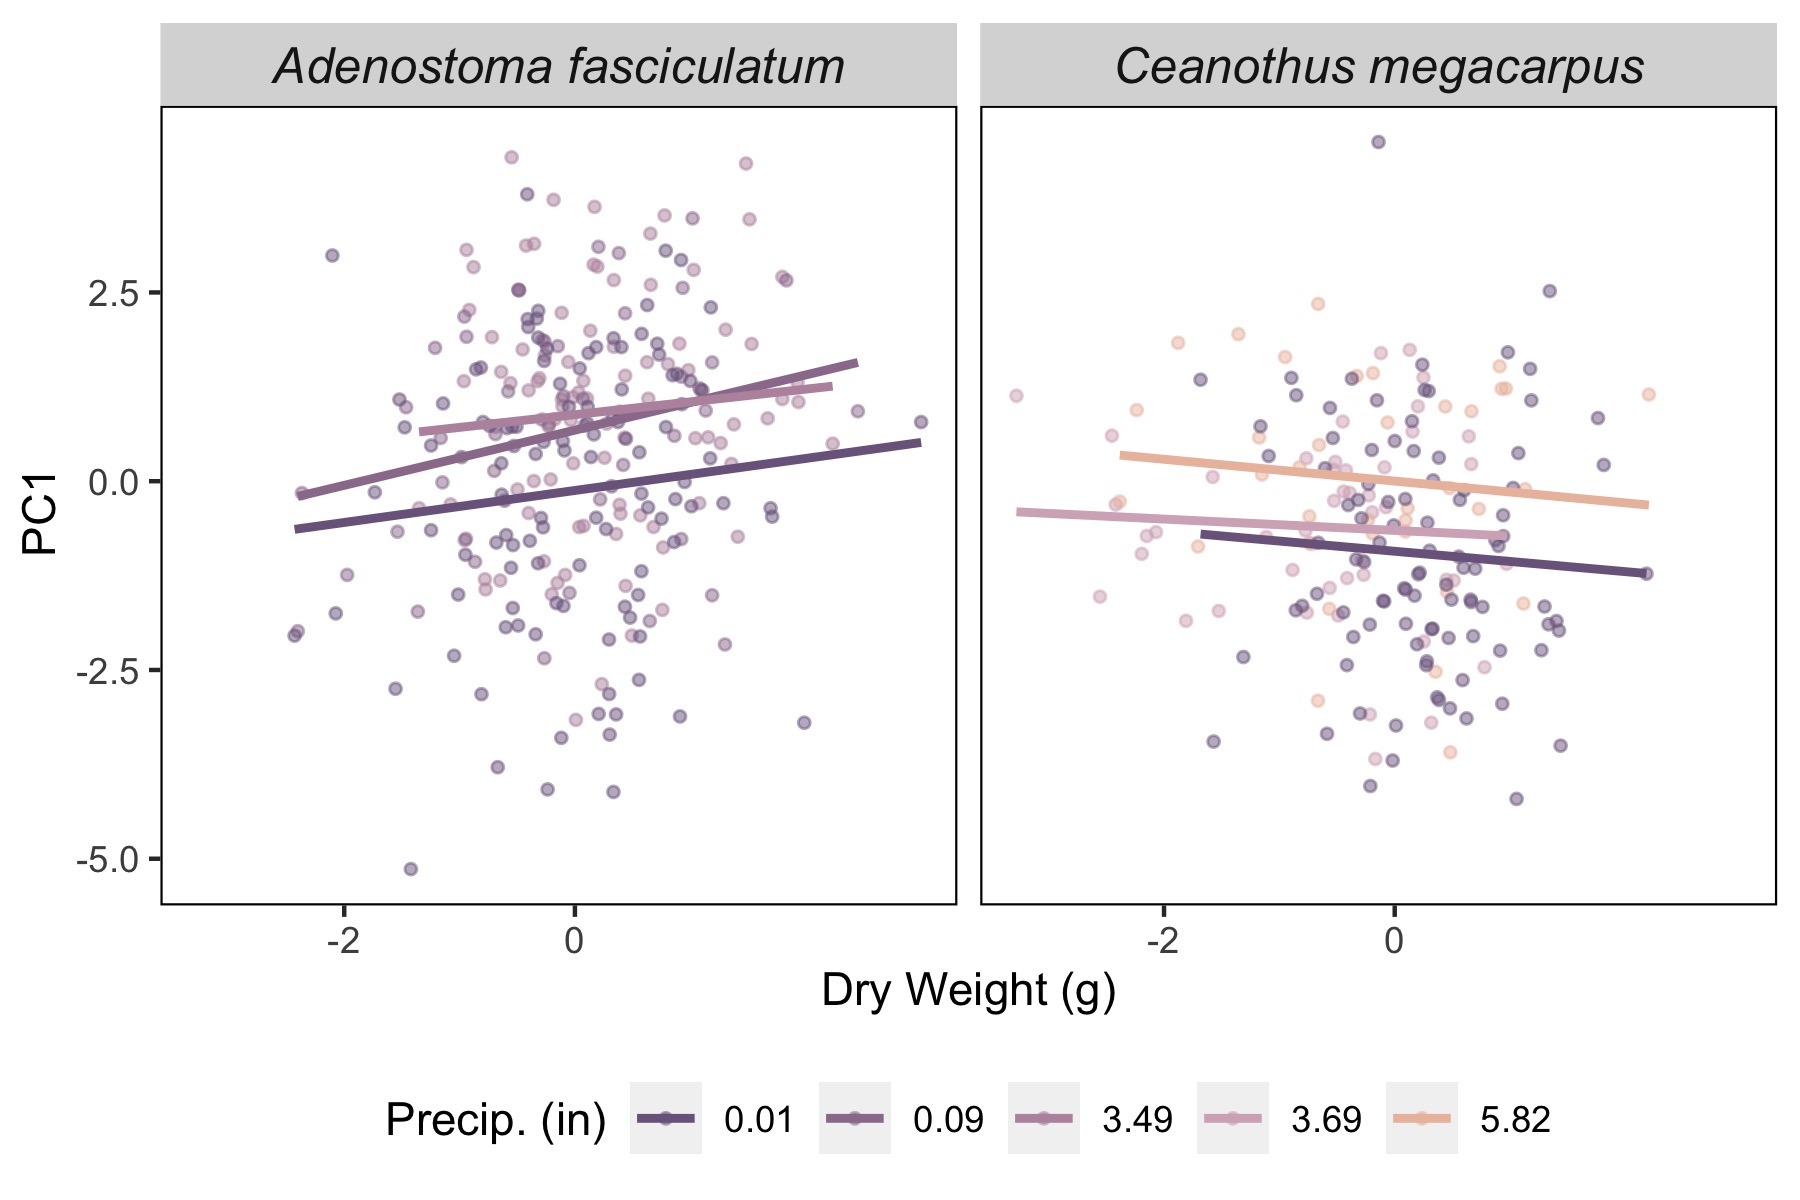 Adenostoma fasciculatum
Ceanothus megacarpus
PC1
2.5
0.0
-2.5
-5.0
-2 0 -2 0
Dry Weight (g)
Precip. (in) 0.01 0.09 3.49 3.69 5.82